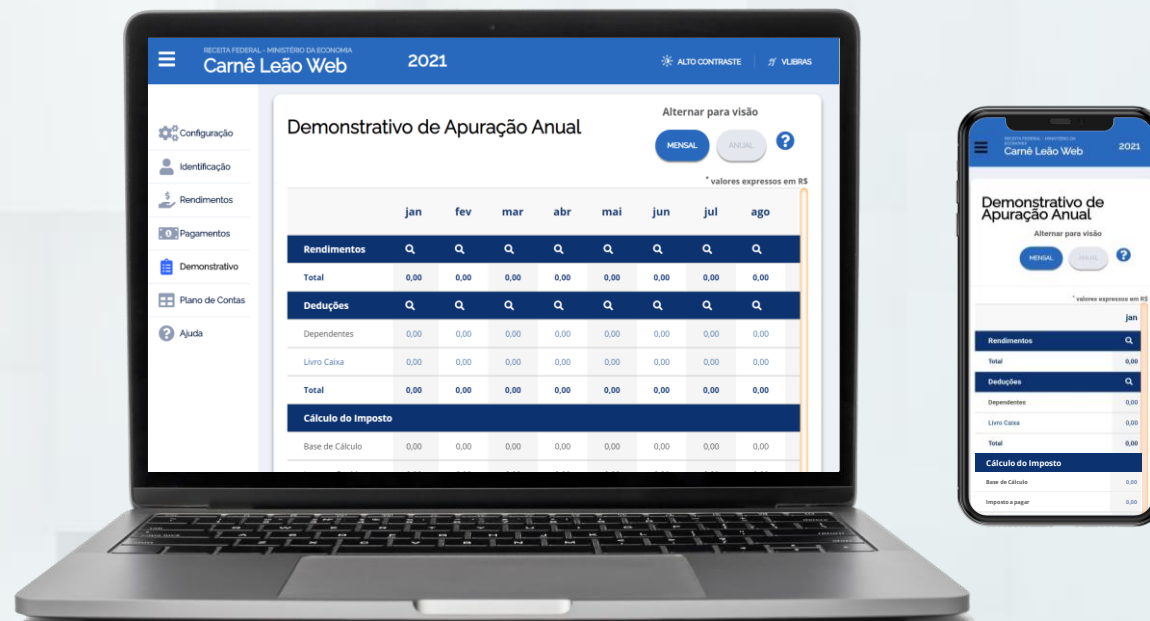 RECEITA FEDERAL - MINISTÉRIO DA ECONOMIA
Carnê Leão Web
2021
ALTO CONTRASTE
VLIBRAS
Configuração
Identificação
Rendimentos
Pagamentos
Demonstrativo
Plano de Contas
Ajuda
Demonstrativo de Apuração Anual
Alternar para visão
MENSAL
ANUAL
?
* valores expressos em R$
jan fev mar abr mai jun jul ago
Rendimentos
Total 0,00 0,00 0,00 0,00 0,00 0,00 0,00 0,00
Deduções
Dependentes 0,00 0,00 0,00 0,00 0,00 0,00 0,00 0,00
Livro Caixa 0,00 0,00 0,00 0,00 0,00 0,00 0,00 0,00
Total 0,00 0,00 0,00 0,00 0,00 0,00 0,00 0,00
Cálculo do Imposto
Base de Cálculo 0,00 0,00 0,00 0,00 0,00 0,00 0,00 0,00
RECEITA FEDERAL - MINISTÉRIO DA
ECONOMIA
Carnê Leão Web
2021
Demonstrativo de
Apuração Anual
Alternar para visão
MENSAL
ANUAL
?
* valores expressos em R$
jan
Rendimentos
Total 0,00
Deduções
Dependentes 0,00
Livro Caixa 0,00
Total 0,00
Cálculo do Imposto
Base de Cálculo 0,00
Imposto a pagar 0,00